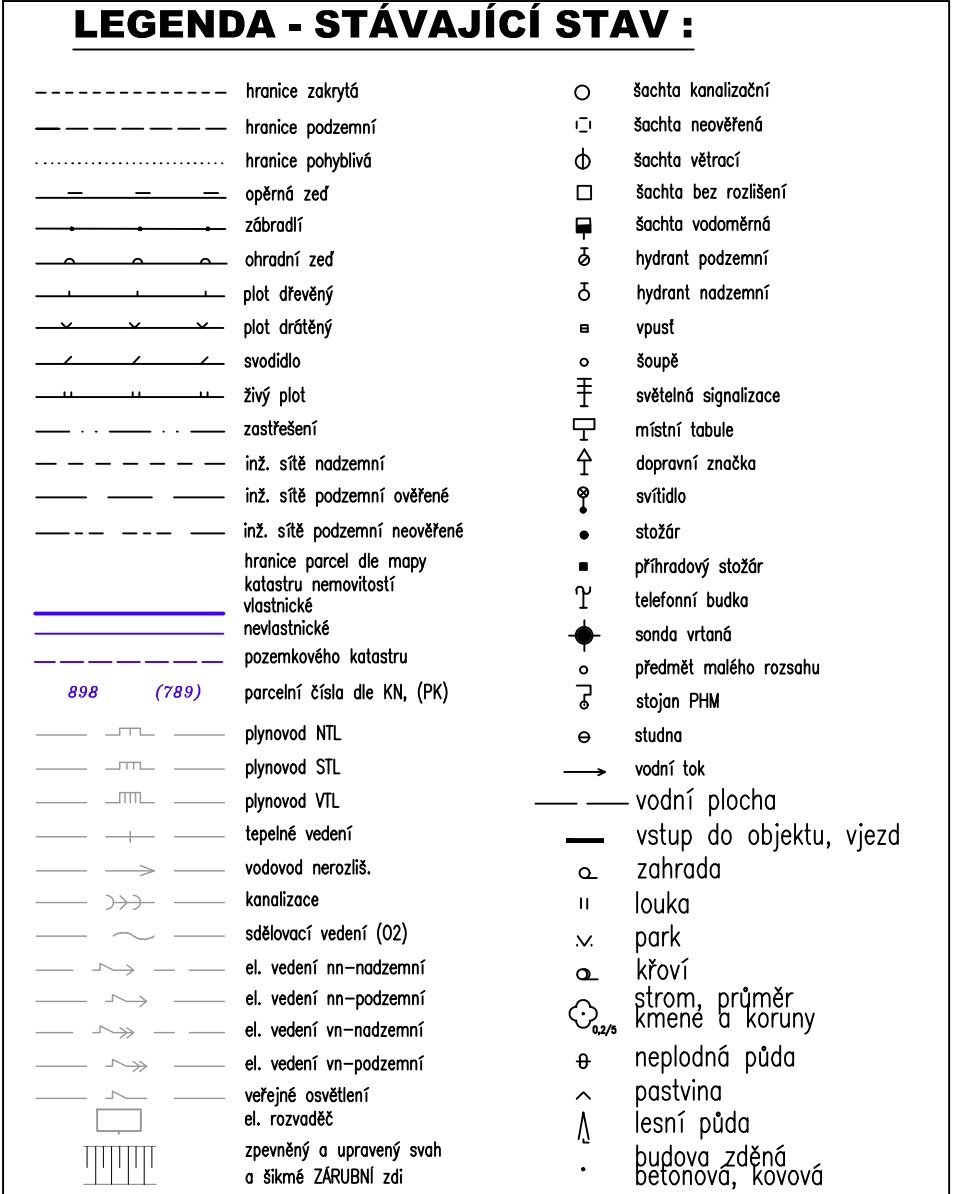 LEGENDA - STÁVAJÍCÍ STAV :
hranice zakrytá
hranice podzemní
hranice pohyblivá
opěrná zeď
zábradlí
ohradní zeď
plot dřevěný
plot drátěný
svodidlo
živý plot
zastřešení
inž. sítě nadzemní
inž. sítě podzemní ověřené
inž. sítě podzemní neověřené
hranice parcel dle mapy
katastru nemovitostí
vlastnické
nevlastnické
pozemkového katastru
898 (789) parcelní čísla dle KN, (PK)
plynovod NTL
plynovod STL
plynovod VTL
tepelné vedení
vodovod nerozliš.
kanalizace
sdělovací vedení (O2)
el. vedení nn-nadzemní
el. vedení nn-podzemní
el. vedení vn-nadzemní
el. vedení vn-podzemní
veřejné osvětlení
el. rozvaděč
zpevněný a upravený svah
a šikmé ZÁRUBNÍ zdi
šachta kanalizační
šachta neověřená
šachta větrací
šachta bez rozlišení
šachta vodoměrná
hydrant podzemní
hydrant nadzemní
vpusť
šoupě
světelná signalizace
místní tabule
dopravní značka
svítidlo
stožár
příhradový stožár
telefonní budka
sonda vrtaná
předmět malého rozsahu
stojan PHM
studna
vodní tok
vodní plocha
vstup do objektu, vjezd
zahrada
louka
park
křoví
strom, průměr
0,2/5 kmene a koruny
neplodná půda
pastvina
lesní půda
budova zděná
betonová, kovová